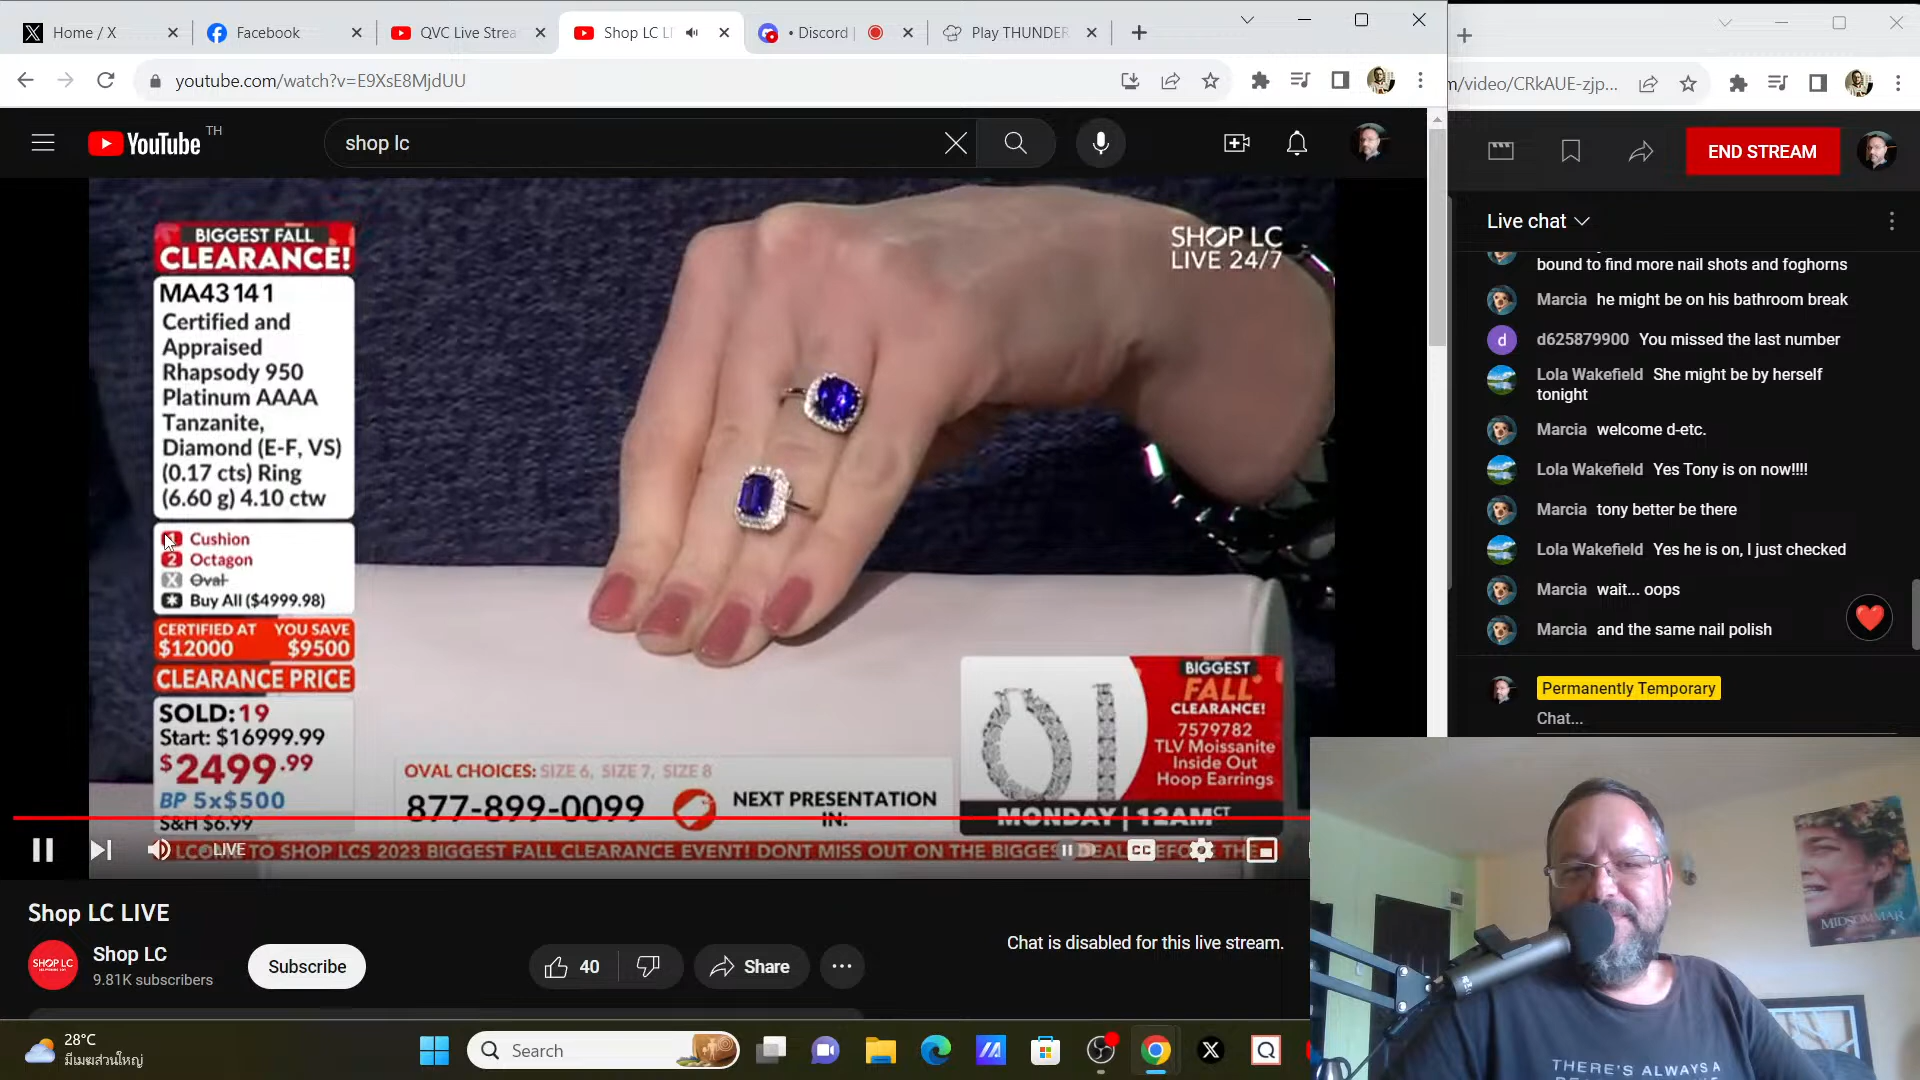 Home / X
Facebook
QVC Live Strea
Shop LC LI
• Discord |
Play THUNDER
youtube.com/watch?v=E9XsE8MjdUU
n/video/CRkAUE-zjp...
YouTube
TH
shop lc
END STREAM
BIGGEST FALL
CLEARANCE!
MA43141
Certified and
Appraised
Rhapsody 950
Platinum AAAA
Tanzanite,
Diamond (E-F, VS)
(0.17 cts) Ring
(6.60 g) 4.10 ctw
Cushion
2 Octagon
X Oval
* Buy All ($4999.98)
CERTIFIED AT YOU SAVE
$12000 $9500
CLEARANCE PRICE
SOLD: 19
Start: $16999.99
$2499.99
BP 5x$500
S&H $6.99
SHOP LC
LIVE 24/7
OVAL CHOICES: SIZE 6, SIZE 7, SIZE 8
877-899-0099
NEXT PRESENTATION
IN:
BIGGEST
FALL
CLEARANCE!
7579782
TLV Moissanite
Inside Out
Hoop Earrings
MONDAY | 12AM CT
LIVE
LCOME TO SHOP LCS 2023 BIGGEST FALL CLEARANCE EVENT! DONT MISS OUT ON THE BIGGES DEAL BEFORE TH
CC
Shop LC LIVE
SHOP LC
Shop LC
9.81K subscribers
Subscribe
40
Share
Chat is disabled for this live stream.
Live chat
bound to find more nail shots and foghorns
Marcia he might be on his bathroom break
d
d625879900 You missed the last number
Lola Wakefield She might be by herself
tonight
Marcia welcome d-etc.
Lola Wakefield Yes Tony is on now!!!!
Marcia tony better be there
Lola Wakefield Yes he is on, I just checked
Marcia wait... oops
Marcia and the same nail polish
Permanently Temporary
Chat...
MIDSOMMAR
THERE'S ALWAYS A
28°C
มีเมฆส่วนใหญ่
Search